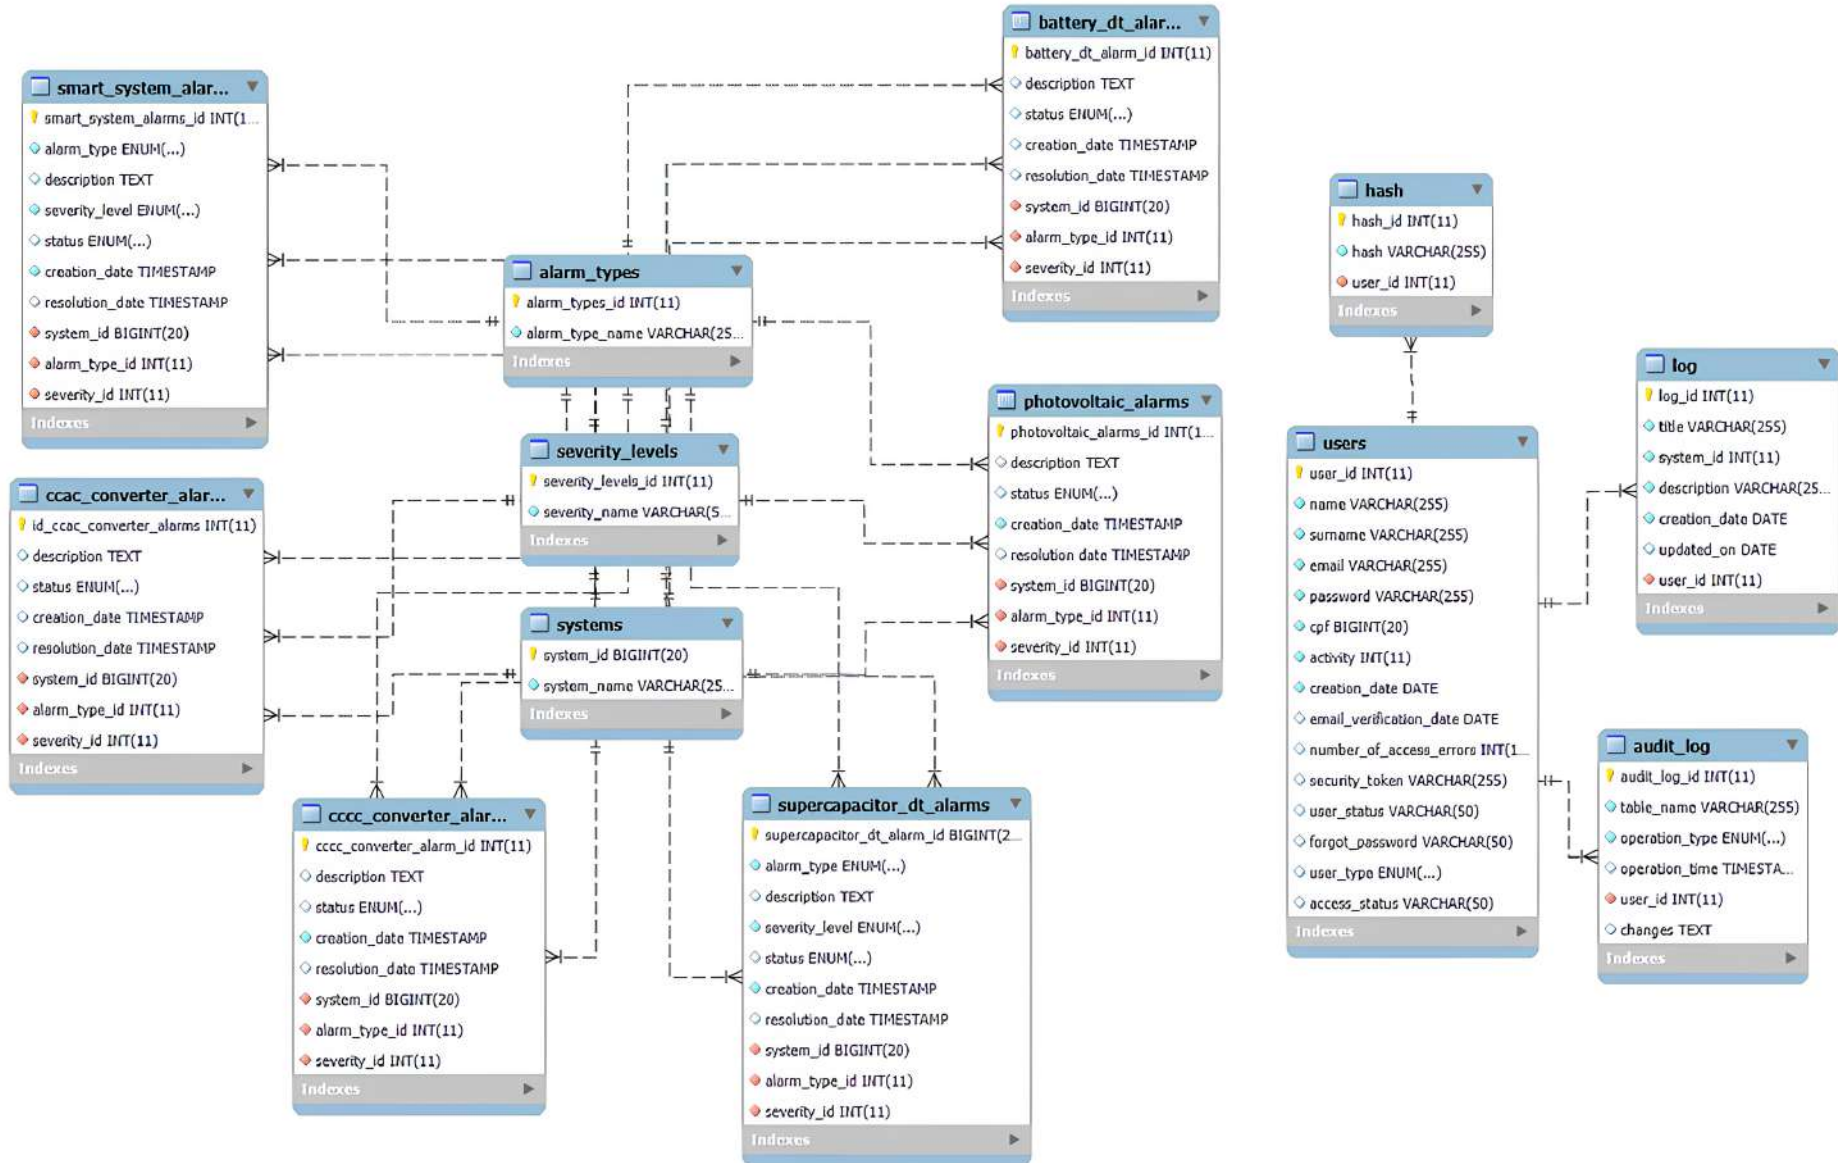 smart_system_alar...
smart_system_alarms_id INT(1...
alarm_type ENUM(...)
description TEXT
severity_level ENUM(...)
status ENUM(...)
creation_date TIMESTAMP
resolution_date TIMESTAMP
system_id BIGINT(20)
alarm_type_id INT(11)
severity_id INT(11)
Indexes
ccac_converter_alar...
id_ccac_converter_alarms INT(11)
description TEXT
status ENUM(...)
creation_date TIMESTAMP
resolution_date TIMESTAMP
system_id BIGINT(20)
alarm_type_id INT(11)
severity_id INT(11)
Indexes
cccc_converter_alar...
cccc_converter_alarm_id INT(11)
description TEXT
status ENUM(...)
creation_date TIMESTAMP
resolution_date TIMESTAMP
system_id BIGINT(20)
alarm_type_id INT(11)
severity_id INT(11)
Indexes
alarm_types
alarm_types_id INT(11)
alarm_type_name VARCHAR(25...
Indexes
severity_levels
severity_levels_id INT(11)
severity_name VARCHAR(5...
Indexes
systems
system_id BIGINT(20)
system_name VARCHAR(25...
Indexes
supercapacitor_dt_alarms
supercapacitor_dt_alarm_id BIGINT(2...
alarm_type ENUM(...)
description TEXT
severity_level ENUM(...)
status ENUM(...)
creation_date TIMESTAMP
resolution_date TIMESTAMP
system_id BIGINT(20)
alarm_type_id INT(11)
severity_id INT(11)
Indexes
battery_dt_alar...
battery_dt_alarm_id INT(11)
description TEXT
status ENUM(...)
creation_date TIMESTAMP
resolution_date TIMESTAMP
system_id BIGINT(20)
alarm_type_id INT(11)
severity_id INT(11)
Indexes
photovoltaic_alarms
photovoltaic_alarms_id INT(1...
description TEXT
status ENUM(...)
creation_date TIMESTAMP
resolution_date TIMESTAMP
system_id BIGINT(20)
alarm_type_id INT(11)
severity_id INT(11)
Indexes
hash
hash_id INT(11)
hash VARCHAR(255)
user_id INT(11)
Indexes
users
user_id INT(11)
name VARCHAR(255)
surname VARCHAR(255)
email VARCHAR(255)
password VARCHAR(255)
cpf BIGINT(20)
activity INT(11)
creation_date DATE
email_verification_date DATE
number_of_access_errors INT(1...
security_token VARCHAR(255)
user_status VARCHAR(50)
forgot_password VARCHAR(50)
user_type ENUM(...)
access_status VARCHAR(50)
Indexes
log
log_id INT(11)
title VARCHAR(255)
system_id INT(11)
description VARCHAR(25...
creation_date DATE
updated_on DATE
user_id INT(11)
Indexes
audit_log
audit_log_id INT(11)
table_name VARCHAR(255)
operation_type ENUM(...)
operation_time TIMESTA...
user_id INT(11)
changes TEXT
Indexes